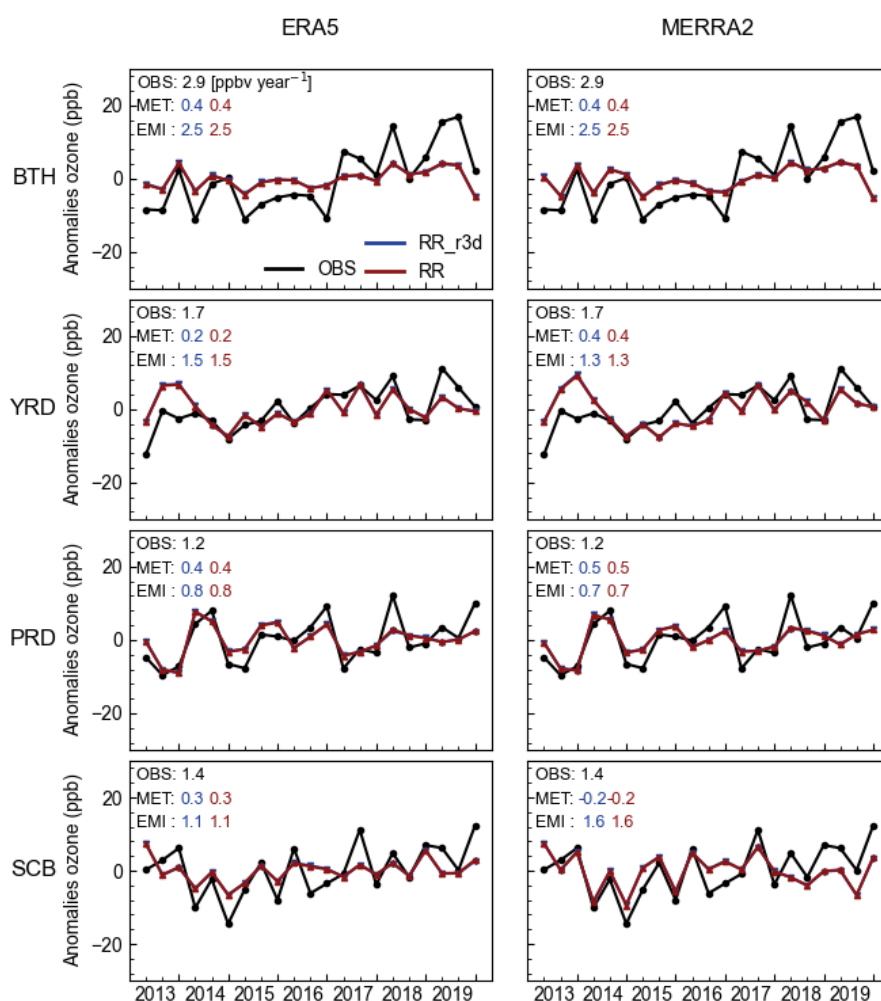 ERA5 MERRA2
OBS: 2.9 [ppbv year⁻¹] OBS: 2.9
20 MET: 0.4 0.4 MET: 0.4 0.4
EMI : 2.5 2.5 EMI : 2.5 2.5
BTH Anomalies ozone (ppb) 0
RR_r3d
−20 OBS RR
OBS: 1.7 OBS: 1.7
20 MET: 0.2 0.2 MET: 0.4 0.4
EMI : 1.5 1.5 EMI : 1.3 1.3
YRD Anomalies ozone (ppb) 0
−20
OBS: 1.2 OBS: 1.2
20 MET: 0.4 0.4 MET: 0.5 0.5
EMI : 0.8 0.8 EMI : 0.7 0.7
PRD Anomalies ozone (ppb) 0
−20
OBS: 1.4 OBS: 1.4
20 MET: 0.3 0.3 MET: -0.2-0.2
EMI : 1.1 1.1 EMI : 1.6 1.6
SCB Anomalies ozone (ppb) 0
−20
2013 2014 2015 2016 2017 2018 2019 2013 2014 2015 2016 2017 2018 2019